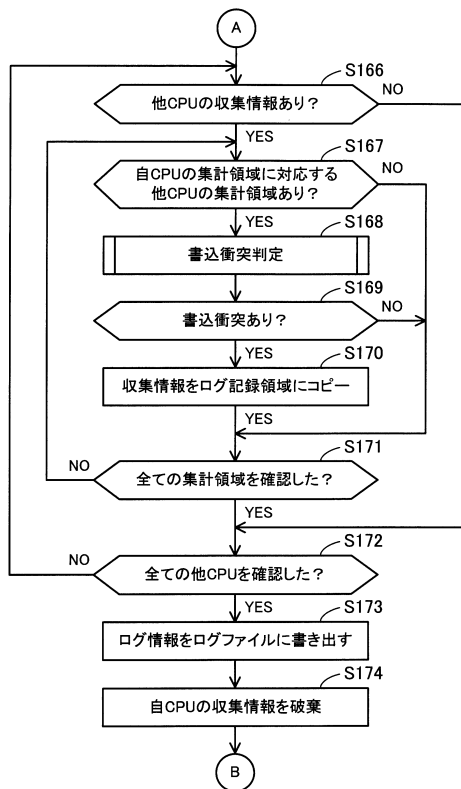 A
S166
他CPUの収集情報あり？
NO
YES
S167
自CPUの集計領域に対応する
他CPUの集計領域あり？
NO
YES
S168
書込衝突判定
S169
書込衝突あり？
NO
YES
S170
収集情報をログ記録領域にコピー
YES
S171
全ての集計領域を確認した？
NO
YES
S172
全ての他CPUを確認した？
NO
YES
S173
ログ情報をログファイルに書き出す
S174
自CPUの収集情報を破棄
B